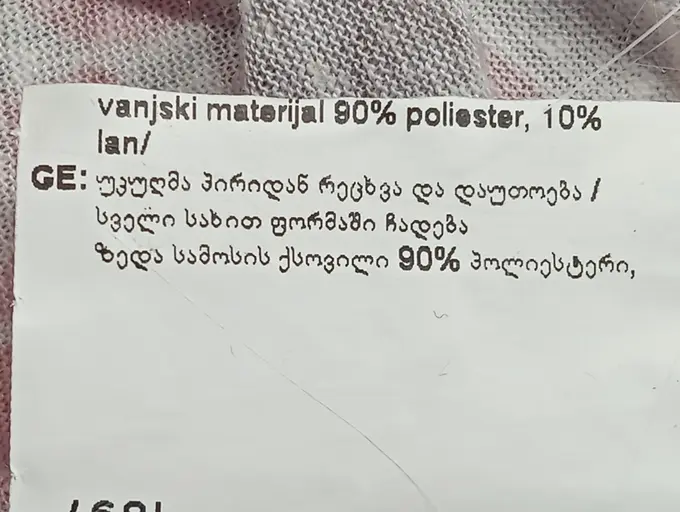 vanjski materijal 90% poliester, 10%
lan/
GE: უკუღმა პირიდან რეცხვა და დაუთოება /
სველი სახით ფორმაში ჩადება
ზედა სამოსის ქსოვილი 90% პოლიესტერი,